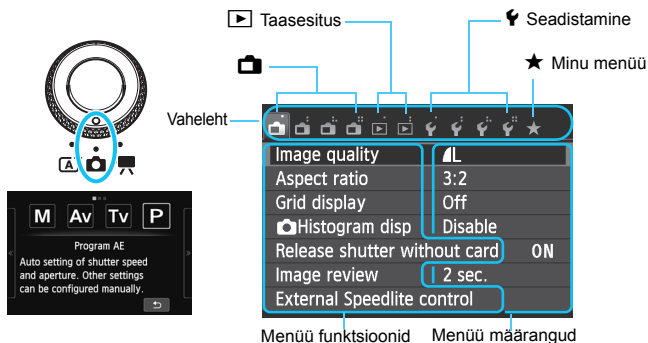 Taasesitus
Seadistamine
Minu menüü
Vaheleht
A
M Av Tv P
Program AE
Auto setting of shutter speed
and aperture. Other settings
can be configured manually.
Image quality L
Aspect ratio 3:2
Grid display Off
Histogram disp Disable
Release shutter without card ON
Image review 2 sec.
External Speedlite control
Menüü funktsioonid Menüü määrangud